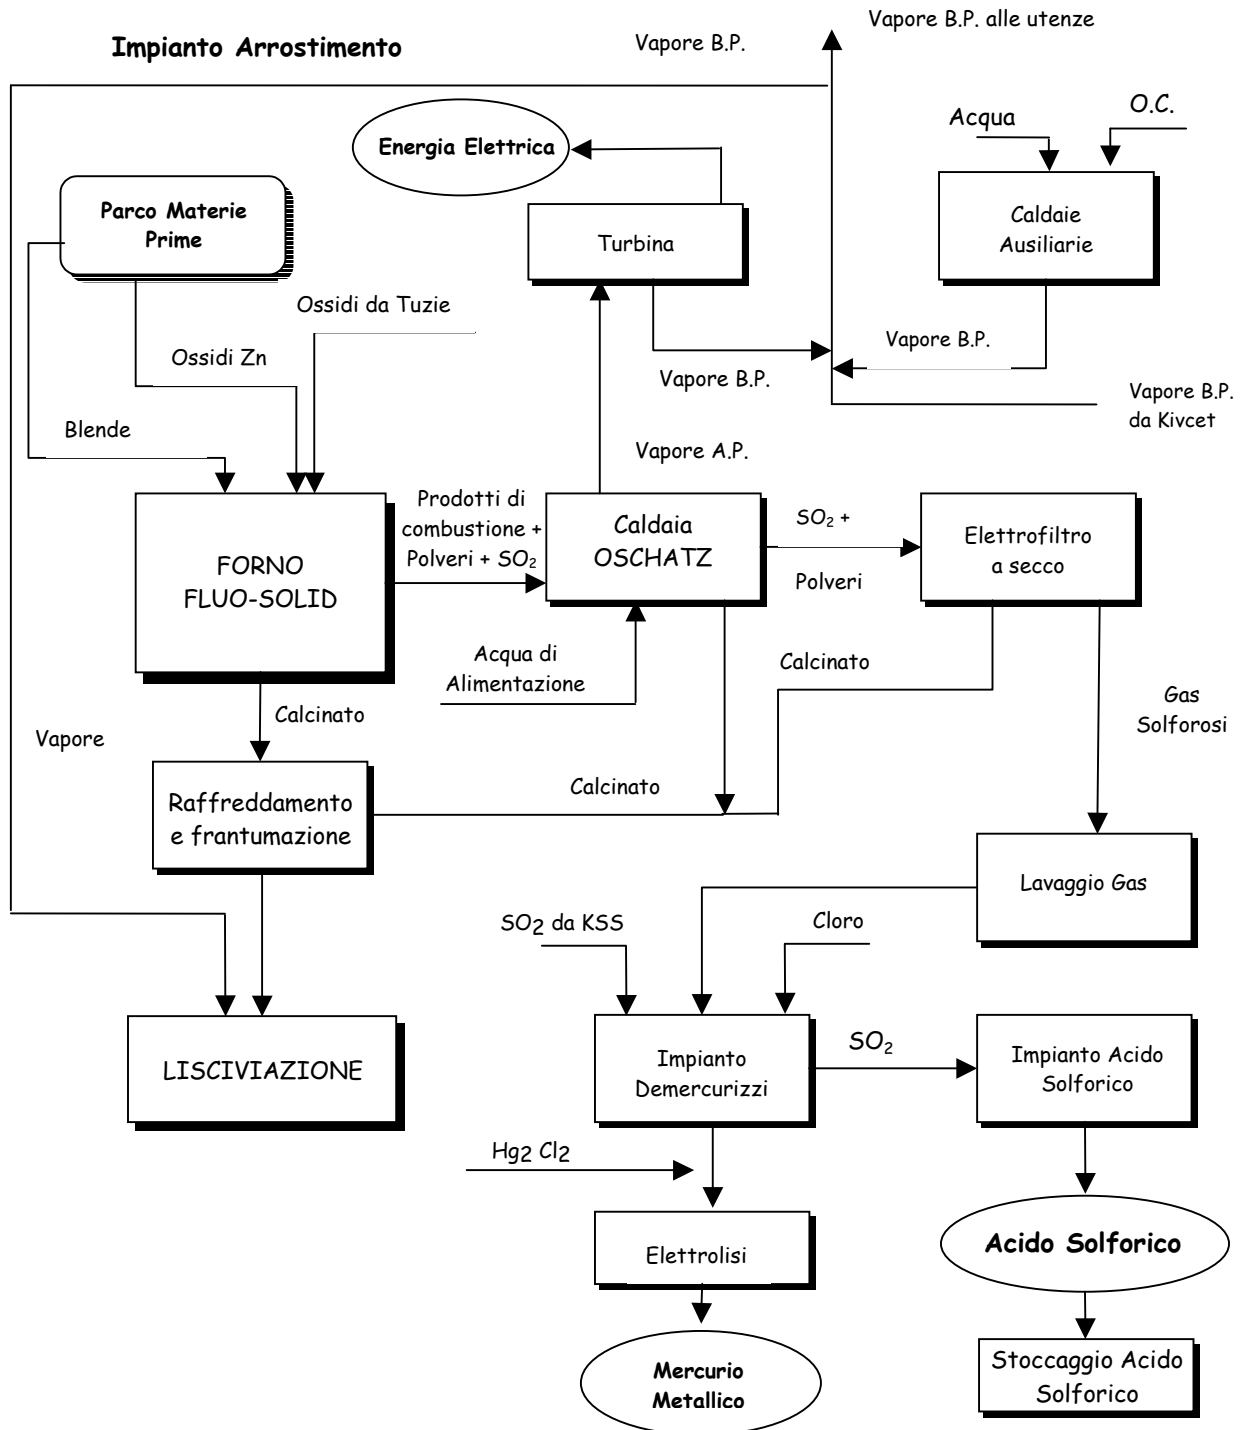 Vapore B.P. alle utenze
Impianto Arrostimento
Vapore B.P.
Acqua
O.C.
Energia Elettrica
Caldaie
Ausiliarie
Parco Materie
Prime
Turbina
Ossidi da Tuzie
Ossidi Zn
Vapore B.P.
Vapore B.P.
Vapore B.P.
da Kivcet
Blende
Vapore A.P.
Prodotti di
combustione +
Polveri + SO₂
Caldaia
OSCHATZ
SO₂ +
Polveri
Elettrofiltro
a secco
FORNO
FLUO-SOLID
Acqua di
Alimentazione
Calcinato
Gas
Solforosi
Calcinato
Vapore
Calcinato
Raffreddamento
e frantumazione
Lavaggio Gas
SO2 da KSS
Cloro
LISCIVIAZIONE
Impianto
Demercurizzi
SO₂
Impianto Acido
Solforico
Hg2 Cl2
Elettrolisi
Acido Solforico
Mercurio
Metallico
Stoccaggio Acido
Solforico